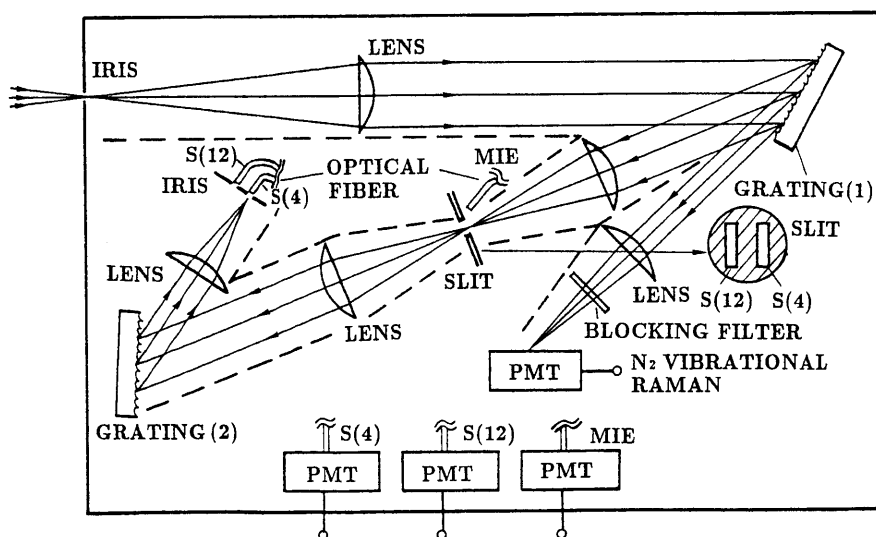 LENS
IRIS
MIE
S(12)
OPTICAL
FIBER
IRIS
S(4)
GRATING(1)
SLIT
LENS
SLIT
LENS
S(12)
S(4)
LENS
BLOCKING FILTER
PMT
N₂ VIBRATIONAL
RAMAN
GRATING(2)
S(4)
S(12)
MIE
PMT
PMT
PMT